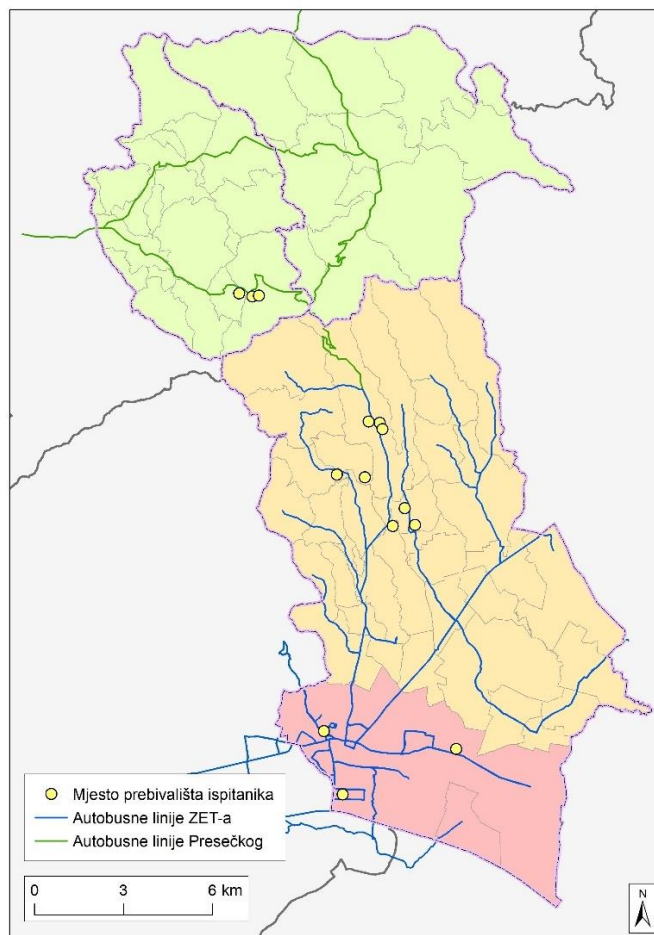 Mjesto prebivališta ispitanika
Autobusne linije ZET-a
Autobusne linije Presečkog
0 3 6 km
N